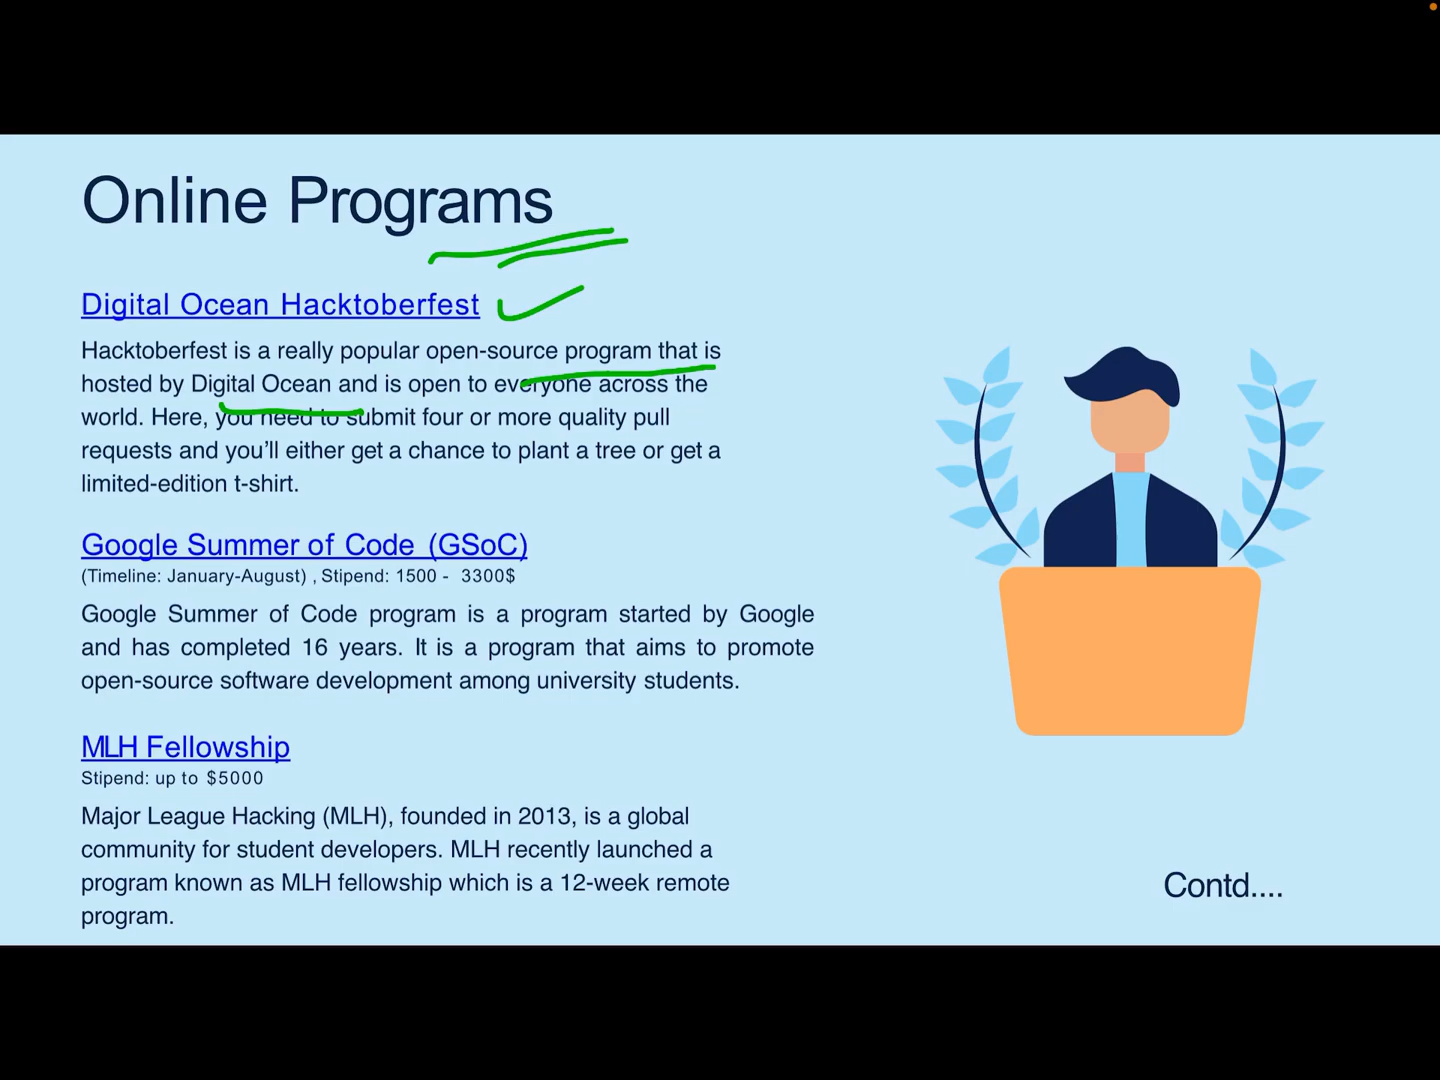 Online Programs
Digital Ocean Hacktoberfest
Hacktoberfest is a really popular open-source program that is
hosted by Digital Ocean and is open to everyone across the
world. Here, you need to submit four or more quality pull
requests and you’ll either get a chance to plant a tree or get a
limited-edition t-shirt.
Google Summer of Code (GSoC)
(Timeline: January-August) , Stipend: 1500 - 3300$
Google Summer of Code program is a program started by Google
and has completed 16 years. It is a program that aims to promote
open-source software development among university students.
MLH Fellowship
Stipend: up to $5000
Major League Hacking (MLH), founded in 2013, is a global
community for student developers. MLH recently launched a
program known as MLH fellowship which is a 12-week remote
program.
Contd....